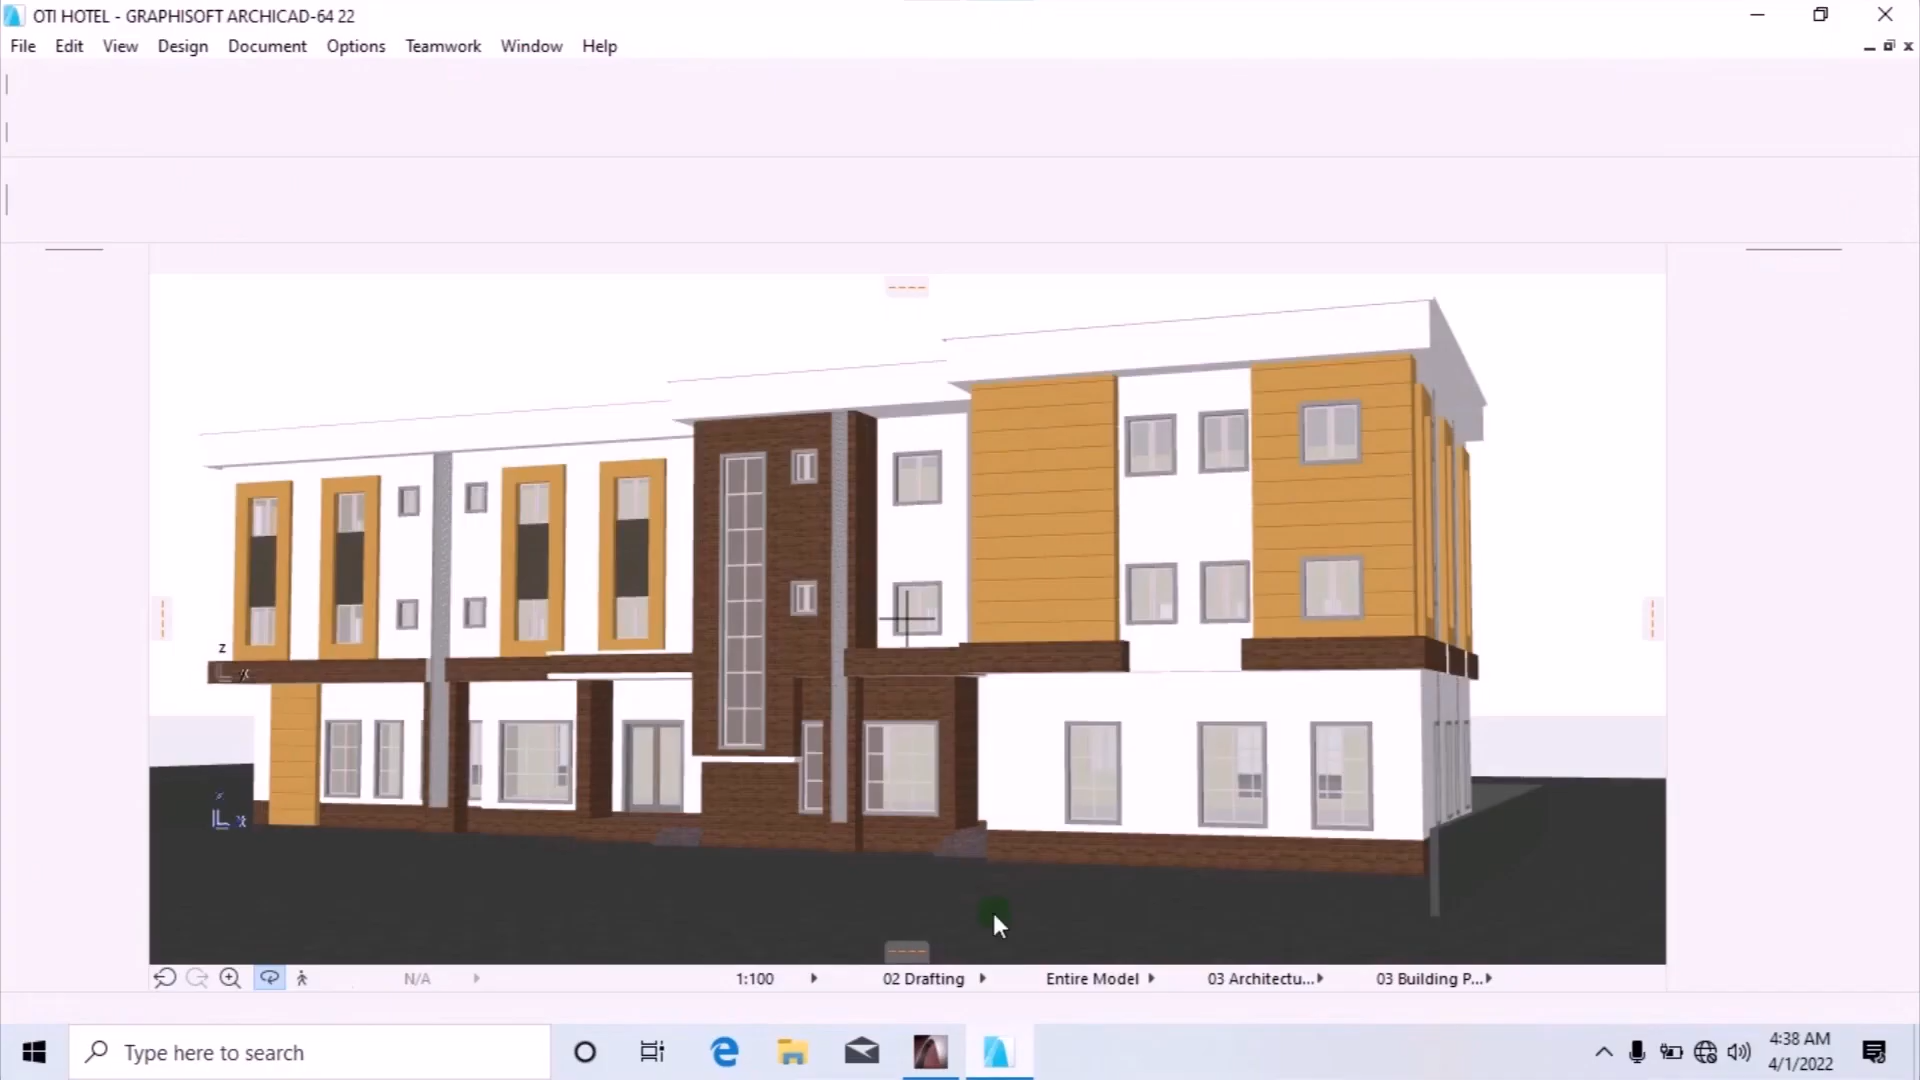 OTI HOTEL - GRAPHISOFT ARCHICAD-64 22
File Edit View Design Document Options Teamwork Window Help
z
x
x
N/A 1:100 02 Drafting Entire Model 03 Architectu... 03 Building P...
Type here to search
4:38 AM
4/1/2022